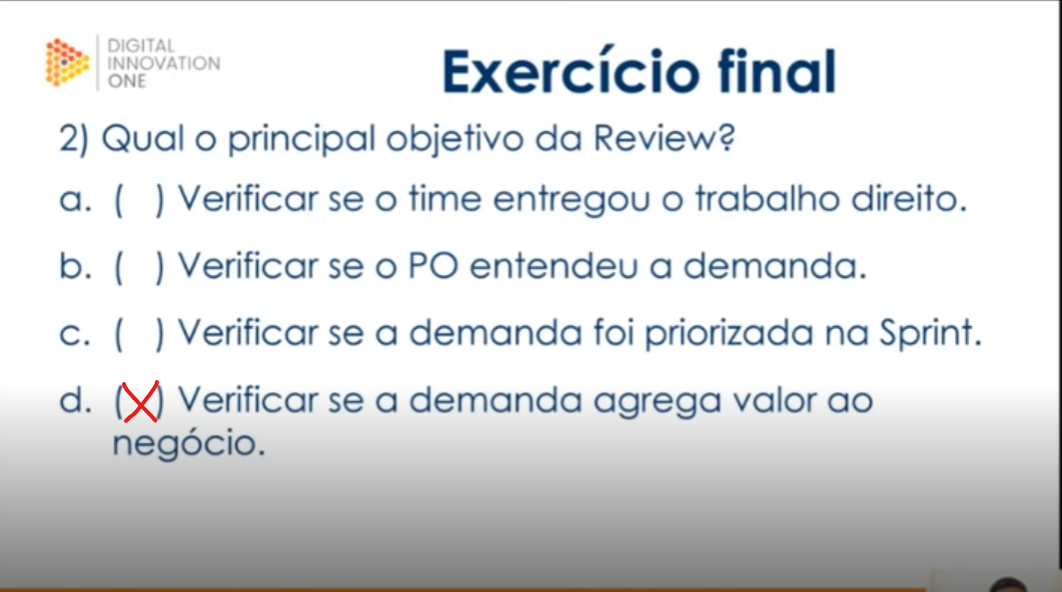 DIGITAL
INNOVATION
ONE
Exercício final
2) Qual o principal objetivo da Review?
a. ( ) Verificar se o time entregou o trabalho direito.
b. ( ) Verificar se o PO entendeu a demanda.
c. ( ) Verificar se a demanda foi priorizada na Sprint.
d. (X) Verificar se a demanda agrega valor ao
negócio.